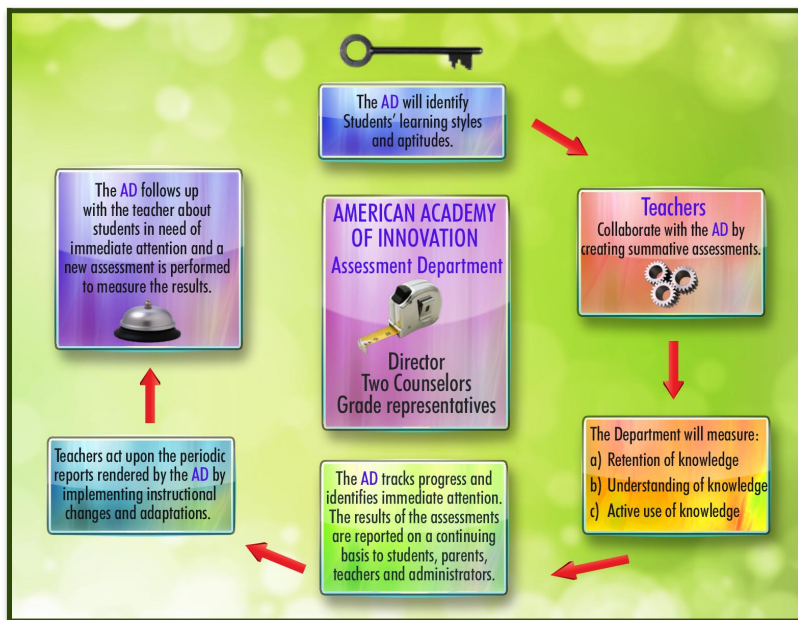 The AD will identify
Students' learning styles
and aptitudes.
Teachers
Collaborate with the AD by
creating summative assessments.
The Department will measure:
a) Retention of knowledge
b) Understanding of knowledge
c) Active use of knowledge
The AD tracks progress and
identifies immediate attention.
The results of the assessments
are reported on a continuing
basis to students, parents,
teachers and administrators.
Teachers act upon the periodic
reports rendered by the AD by
implementing instructional
changes and adaptations.
The AD follows up
with the teacher about
students in need of
immediate attention and a
new assessment is performed
to measure the results.
AMERICAN ACADEMY
OF INNOVATION
Assessment Department
Director
Two Counselors
Grade representatives